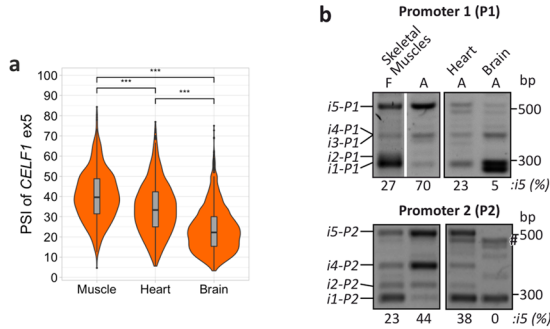 a
PSI of CELF1 ex5
100
90
80
70
60
50
40
30
20
10
0
***
***
***
Muscle Heart Brain
b
Promoter 1 (P1)
Skeletal Muscles Heart Brain
F A A A bp
i5-P1
i4-P1
i3-P1
i2-P1
i1-P1
500
300
27 70 23 5 :i5 (%)
Promoter 2 (P2)
bp
i5-P2
i4-P2
i2-P2
i1-P2
500
#
300
23 44 38 0 :i5 (%)